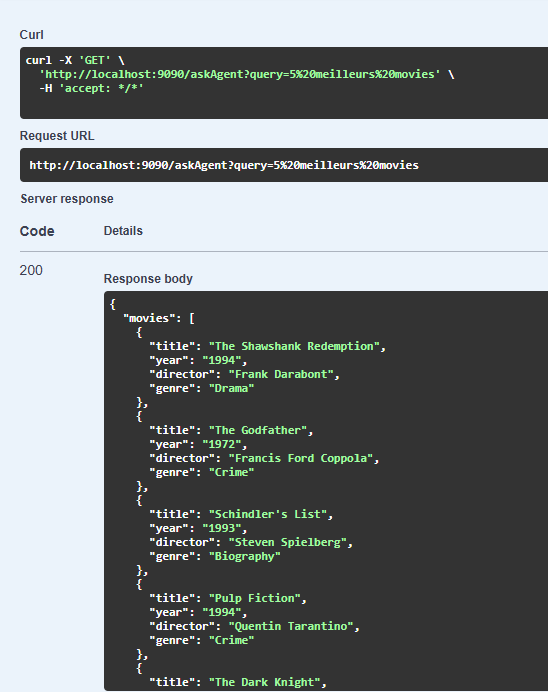 Curl
curl -X 'GET' \
'http://localhost:9090/askAgent?query=5%20meilleurs%20movies' \
-H 'accept: */*'
Request URL
http://localhost:9090/askAgent?query=5%20meilleurs%20movies
Server response
Code Details
200
Response body
{
"movies": [
{
"title": "The Shawshank Redemption",
"year": "1994",
"director": "Frank Darabont",
"genre": "Drama"
},
{
"title": "The Godfather",
"year": "1972",
"director": "Francis Ford Coppola",
"genre": "Crime"
},
{
"title": "Schindler's List",
"year": "1993",
"director": "Steven Spielberg",
"genre": "Biography"
},
{
"title": "Pulp Fiction",
"year": "1994",
"director": "Quentin Tarantino",
"genre": "Crime"
},
{
"title": "The Dark Knight",